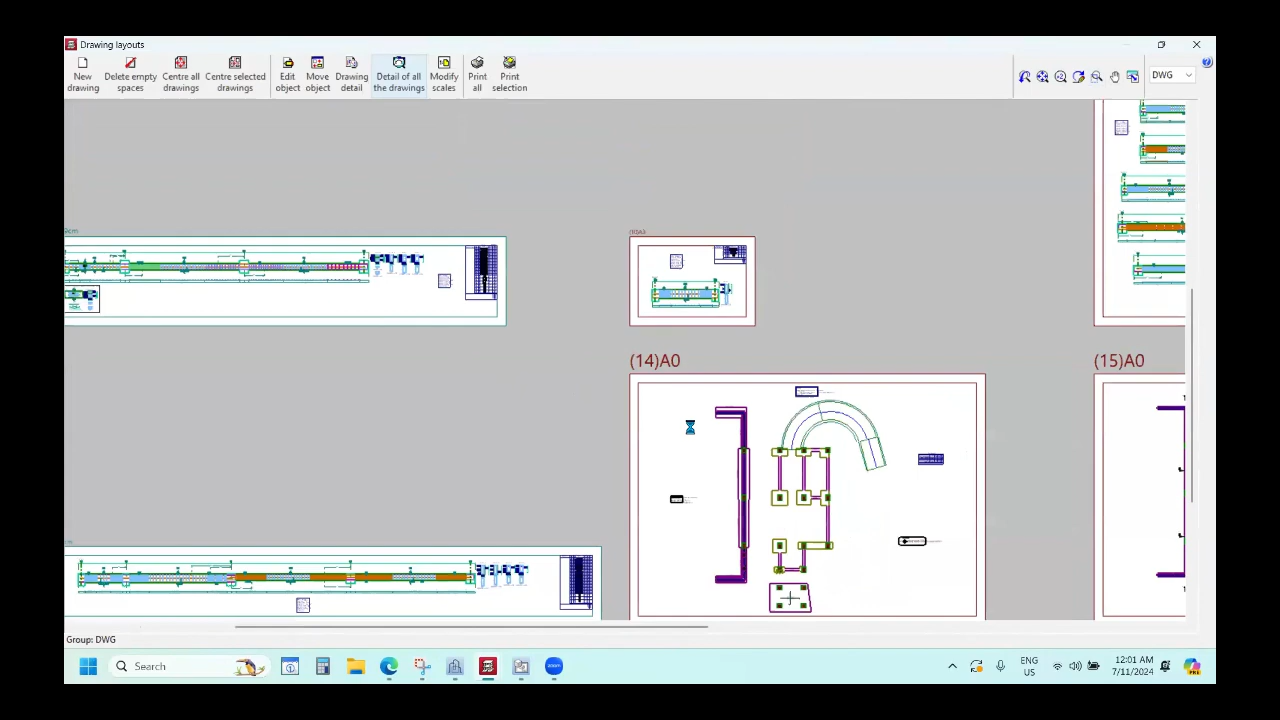 Drawing layouts
New drawing
Delete empty spaces
Centre all drawings
Centre selected drawings
Edit object
Move object
Drawing detail
Detail of all the drawings
Modify scales
Print all
Print selection
DWG
(14)A0
(15)A0
Group: DWG
Search
zoom
ENG
US
12:01 AM
7/11/2024